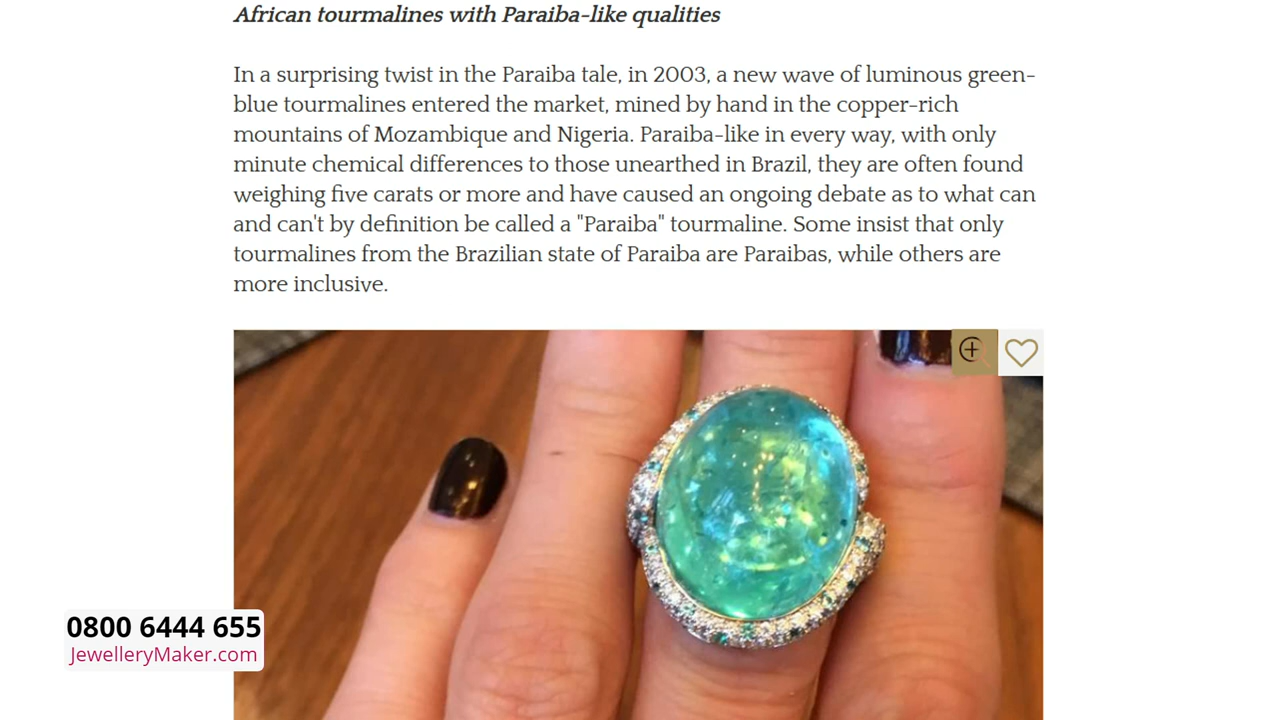 African tourmalines with Paraiba-like qualities
In a surprising twist in the Paraiba tale, in 2003, a new wave of luminous green-
blue tourmalines entered the market, mined by hand in the copper-rich
mountains of Mozambique and Nigeria. Paraiba-like in every way, with only
minute chemical differences to those unearthed in Brazil, they are often found
weighing five carats or more and have caused an ongoing debate as to what can
and can't by definition be called a "Paraiba" tourmaline. Some insist that only
tourmalines from the Brazilian state of Paraiba are Paraibas, while others are
more inclusive.
0800 6444 655
JewelleryMaker.com